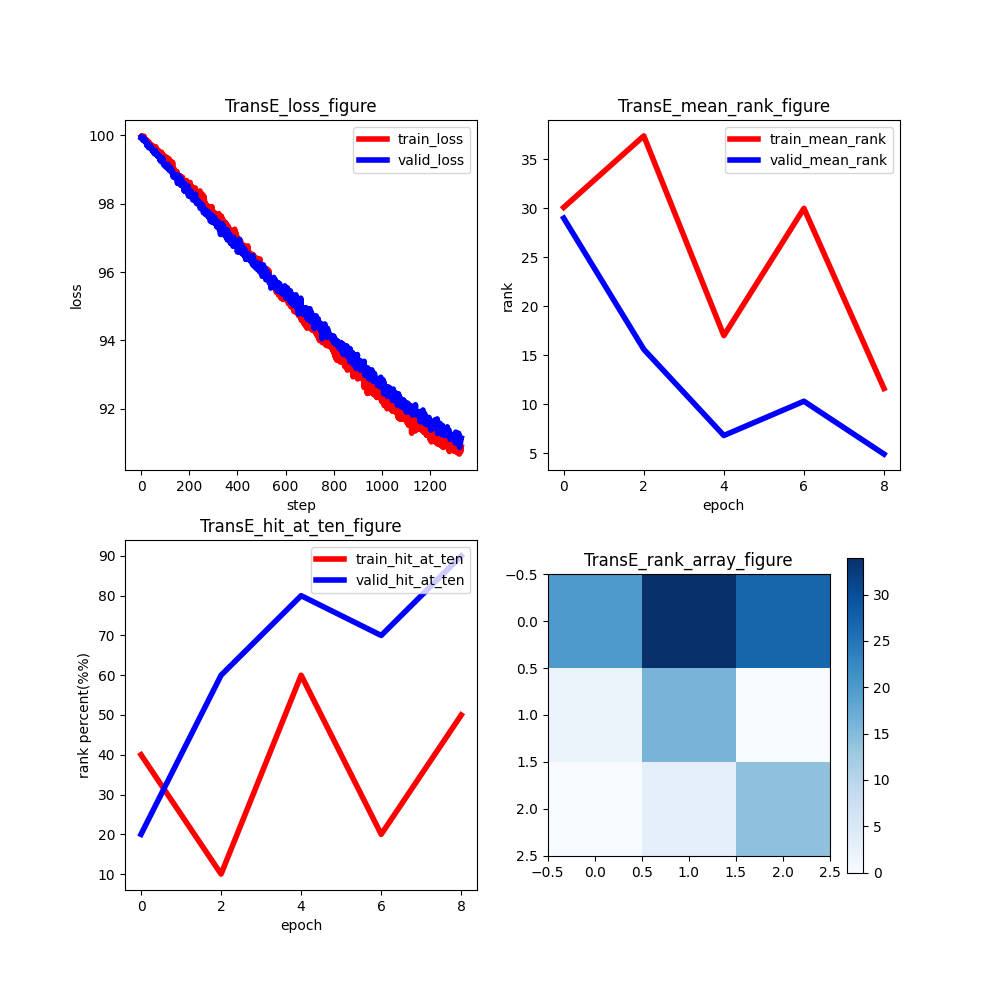 TransE_loss_figure
train_loss
valid_loss
100
98
96
94
92
loss
0 200 400 600 800 1000 1200
step
TransE_mean_rank_figure
train_mean_rank
valid_mean_rank
35
30
25
20
15
10
5
rank
0 2 4 6 8
epoch
TransE_hit_at_ten_figure
train_hit_at_ten
valid_hit_at_ten
90
80
70
60
50
40
30
20
10
rank percent(%%)
0 2 4 6 8
epoch
TransE_rank_array_figure
−0.5
0.0
0.5
1.0
1.5
2.0
2.5
−0.5 0.0 0.5 1.0 1.5 2.0 2.5
30
25
20
15
10
5
0